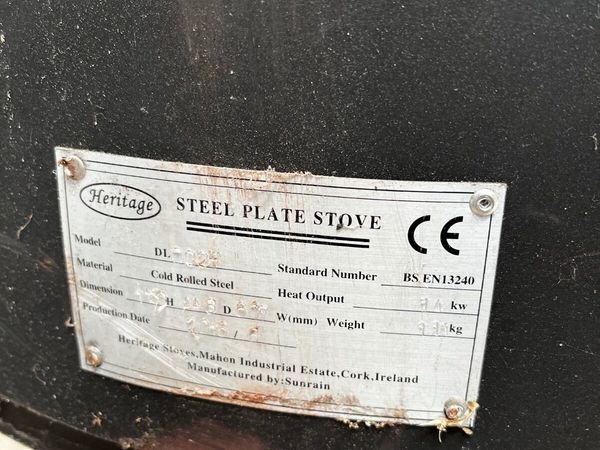 Heritage STEEL PLATE STOVE CE
Model DL
Standard Number BS EN13240
Material Cold Rolled Steel
Heat Output kw
Dimension H D W(mm) Weight kg
Production Date /
Heritage Stoves,Mahon Industrial Estate,Cork,Ireland
Manufactured by:Sunrain